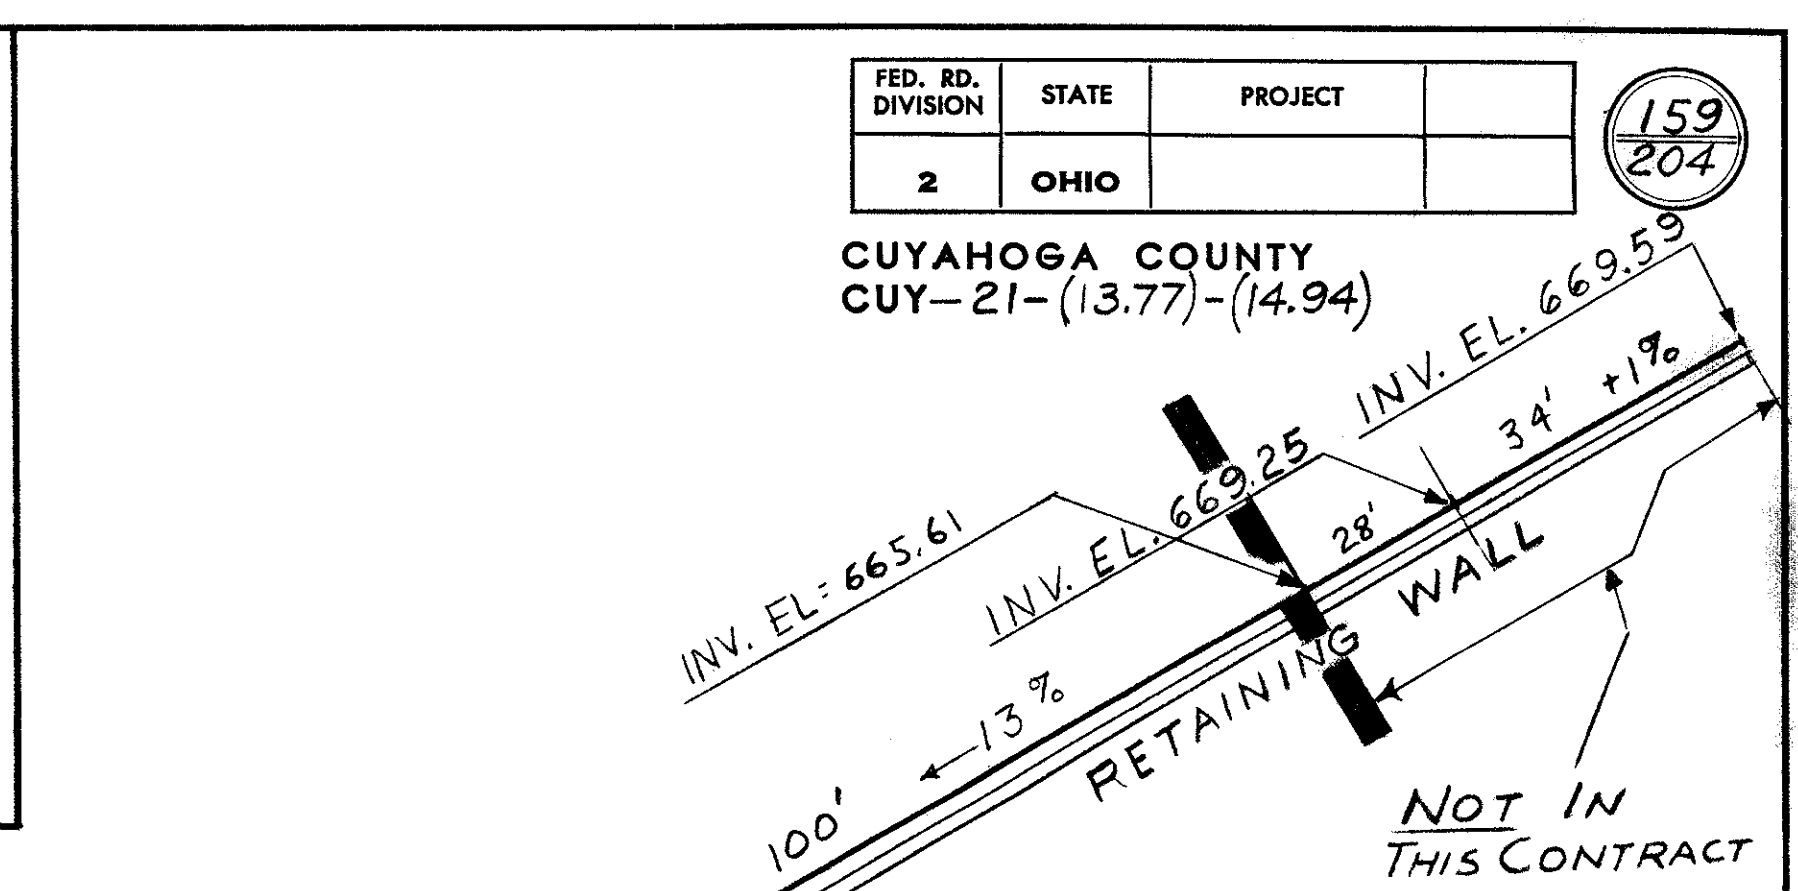 FED. RD. DIVISION STATE PROJECT
2 OHIO
159
204
CUYAHOGA COUNTY
CUY-21-(13.77)-(14.94)
INV. EL. 669.59
34' +1%
INV. EL. 669.25
28'
INV. EL= 665.61
13%
100'
RETAINING WALL
NOT IN
THIS CONTRACT